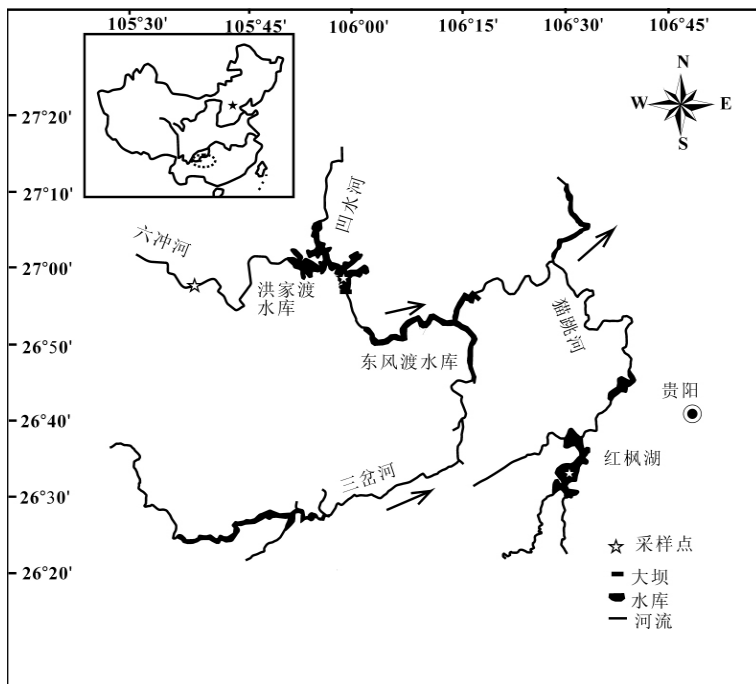 105°30' 105°45' 106°00' 106°15' 106°30' 106°45'
N
W E
S
27°20'
27°10'
27°00'
26°50'
26°40'
26°30'
26°20'
六冲河
凹水河
洪家渡
水库
东风渡水库
猫跳河
贵阳
红枫湖
三岔河
采样点
大坝
水库
河流